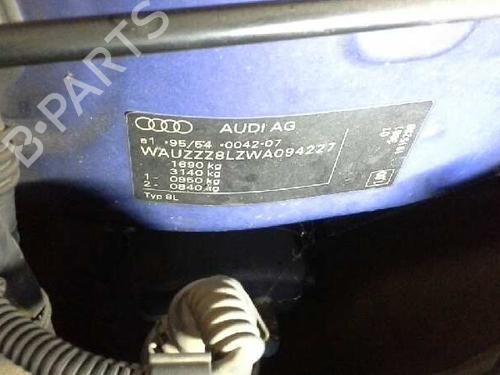 AUDI AG
e1 *95/54 *0042-07
WAUZZZ8LZWA094227
1690 kg
3140 kg
1- 0950 kg
2- 0840 kg
Typ 8L
B-PARTS